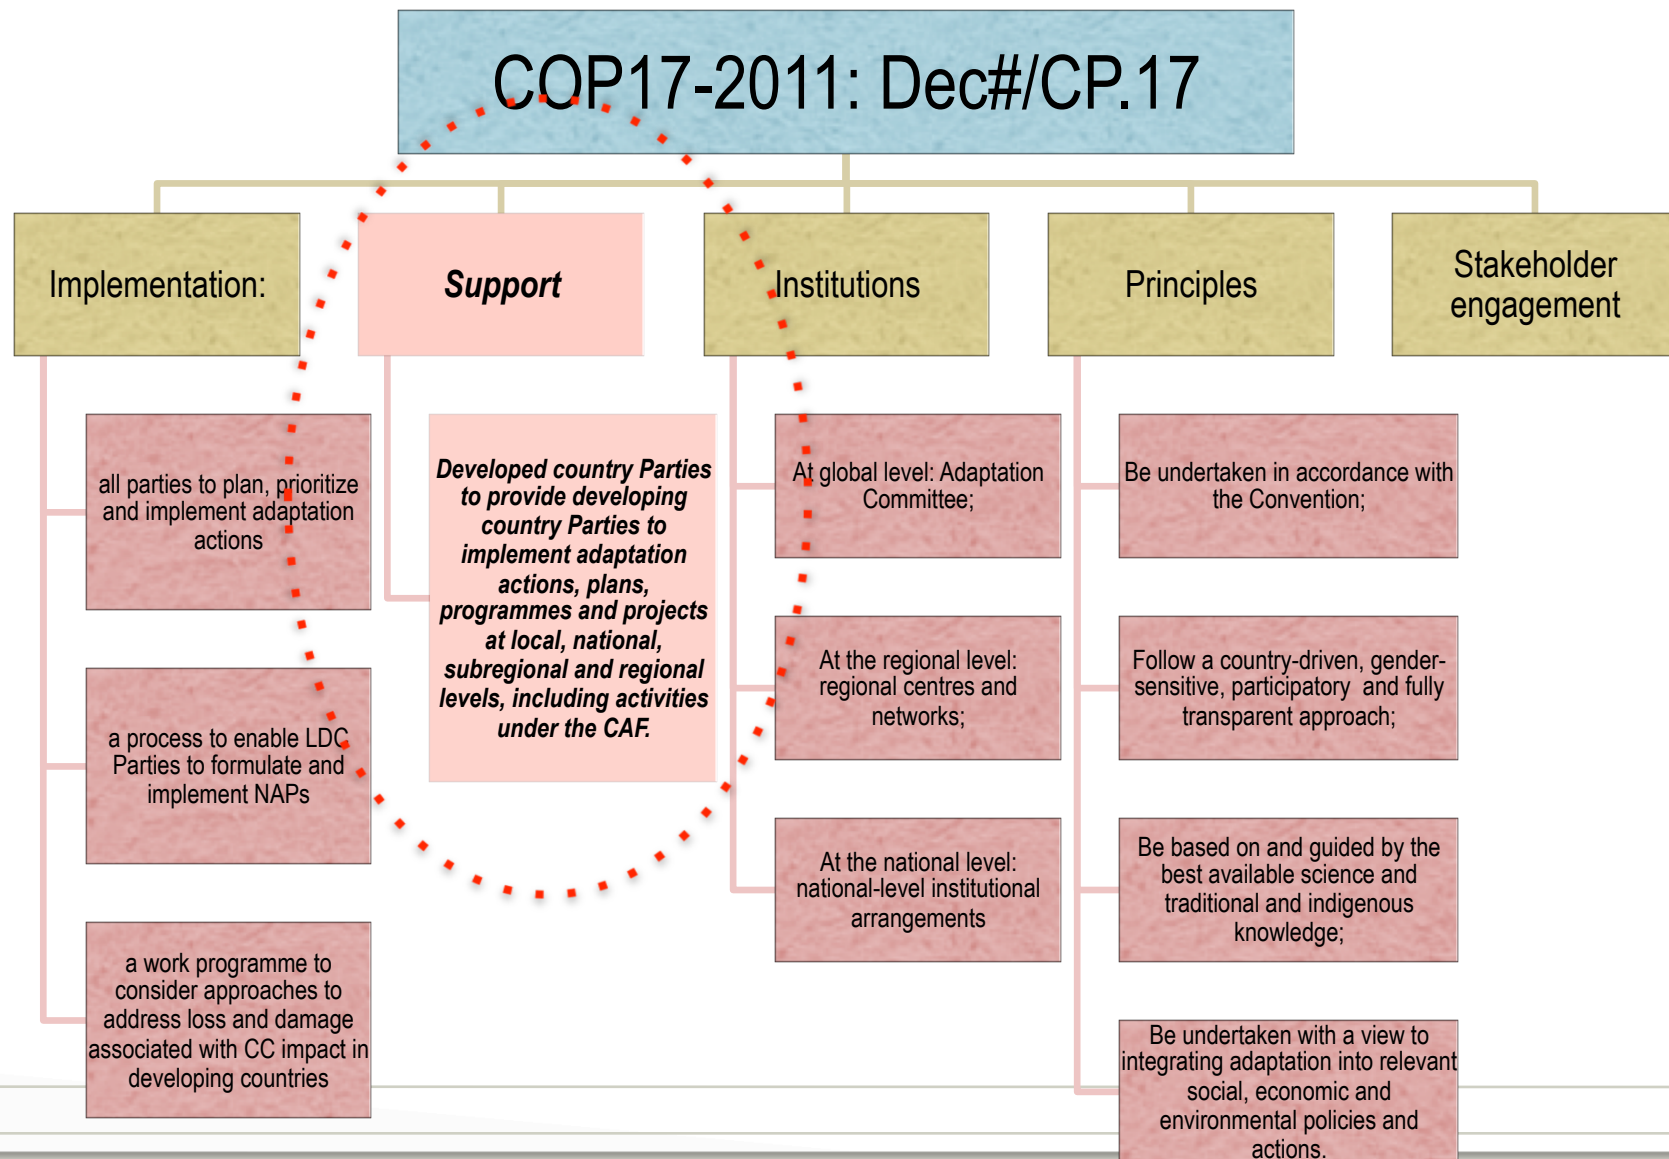 COP17-2011: Dec#/CP.17
Implementation:
all parties to plan, prioritize
and implement adaptation
actions
a process to enable LDC
Parties to formulate and
implement NAPs
a work programme to
consider approaches to
address loss and damage
associated with CC impact in
developing countries
Support
Developed country Parties
to provide developing
country Parties to
implement adaptation
actions, plans,
programmes and projects
at local, national,
subregional and regional
levels, including activities
under the CAF.
Institutions
At global level: Adaptation
Committee;
At the regional level:
regional centres and
networks;
At the national level:
national-level institutional
arrangements
Principles
Be undertaken in accordance with
the Convention;
Follow a country-driven, gender-
sensitive, participatory and fully
transparent approach;
Be based on and guided by the
best available science and
traditional and indigenous
knowledge;
Be undertaken with a view to
integrating adaptation into relevant
social, economic and
environmental policies and
actions.
Stakeholder
engagement